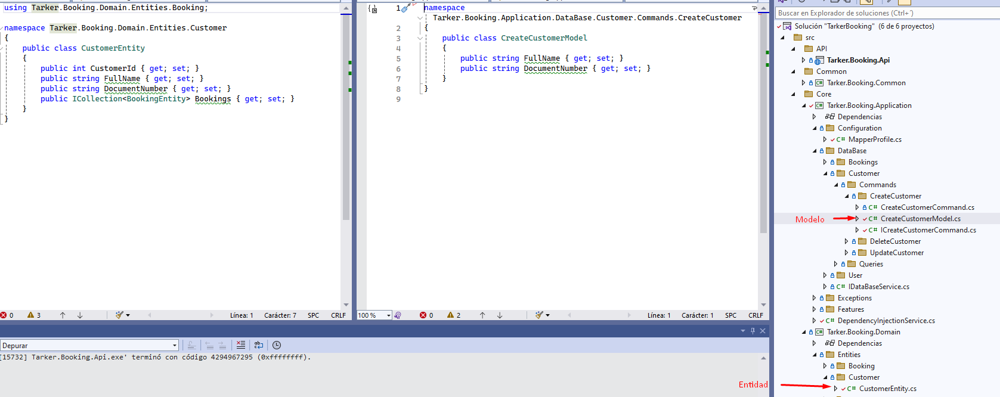 using Tarker.Booking.Domain.Entities.Booking;
namespace Tarker.Booking.Domain.Entities.Customer
{
public class CustomerEntity
{
public int CustomerId { get; set; }
public string FullName { get; set; }
public string DocumentNumber { get; set; }
public ICollection<BookingEntity> Bookings { get; set; }
}
}
0 3 Línea: 1 Carácter: 7 SPC CRLF
1 namespace
Tarker.Booking.Application.DataBase.Customer.Commands.CreateCustomer
2 {
3 public class CreateCustomerModel
4 {
5 public string FullName { get; set; }
6 public string DocumentNumber { get; set; }
7 }
8 }
9
100 % 0 2 Línea: 1 Carácter: 1 SPC CRLF
Depurar
[15732] Tarker.Booking.Api.exe' terminó con código 4294967295 (0xffffffff).
Buscar en Explorador de soluciones (Ctrl+´)
Solución "TarkerBooking" (6 de 6 proyectos)
src
API
Tarker.Booking.Api
Common
C# Tarker.Booking.Common
Core
C# Tarker.Booking.Application
Dependencias
Configuration
C# MapperProfile.cs
DataBase
Bookings
Customer
Commands
CreateCustomer
C# CreateCustomerCommand.cs
Modelo C# CreateCustomerModel.cs
C# ICreateCustomerCommand.cs
DeleteCustomer
UpdateCustomer
Queries
User
C# IDataBaseService.cs
Exceptions
Features
C# DependencyInjectionService.cs
C# Tarker.Booking.Domain
Dependencias
Entities
Booking
Customer
Entidad C# CustomerEntity.cs